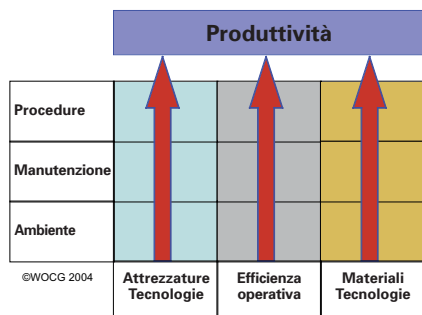 Produttività
Procedure
Manutenzione
Ambiente
©WOCG 2004
Attrezzature
Tecnologie
Efficienza
operativa
Materiali
Tecnologie